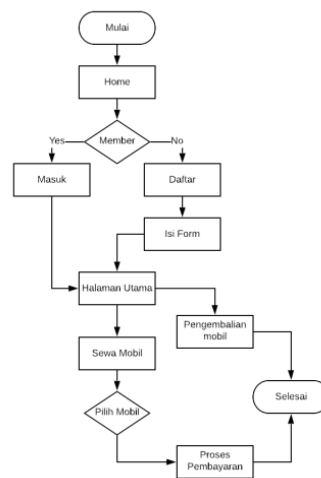 Mulai
Home
Member
Yes
No
Masuk
Daftar
Isi Form
Halaman Utama
Pengembalian
mobil
Sewa Mobil
Selesai
Pilih Mobil
Proses
Pembayaran